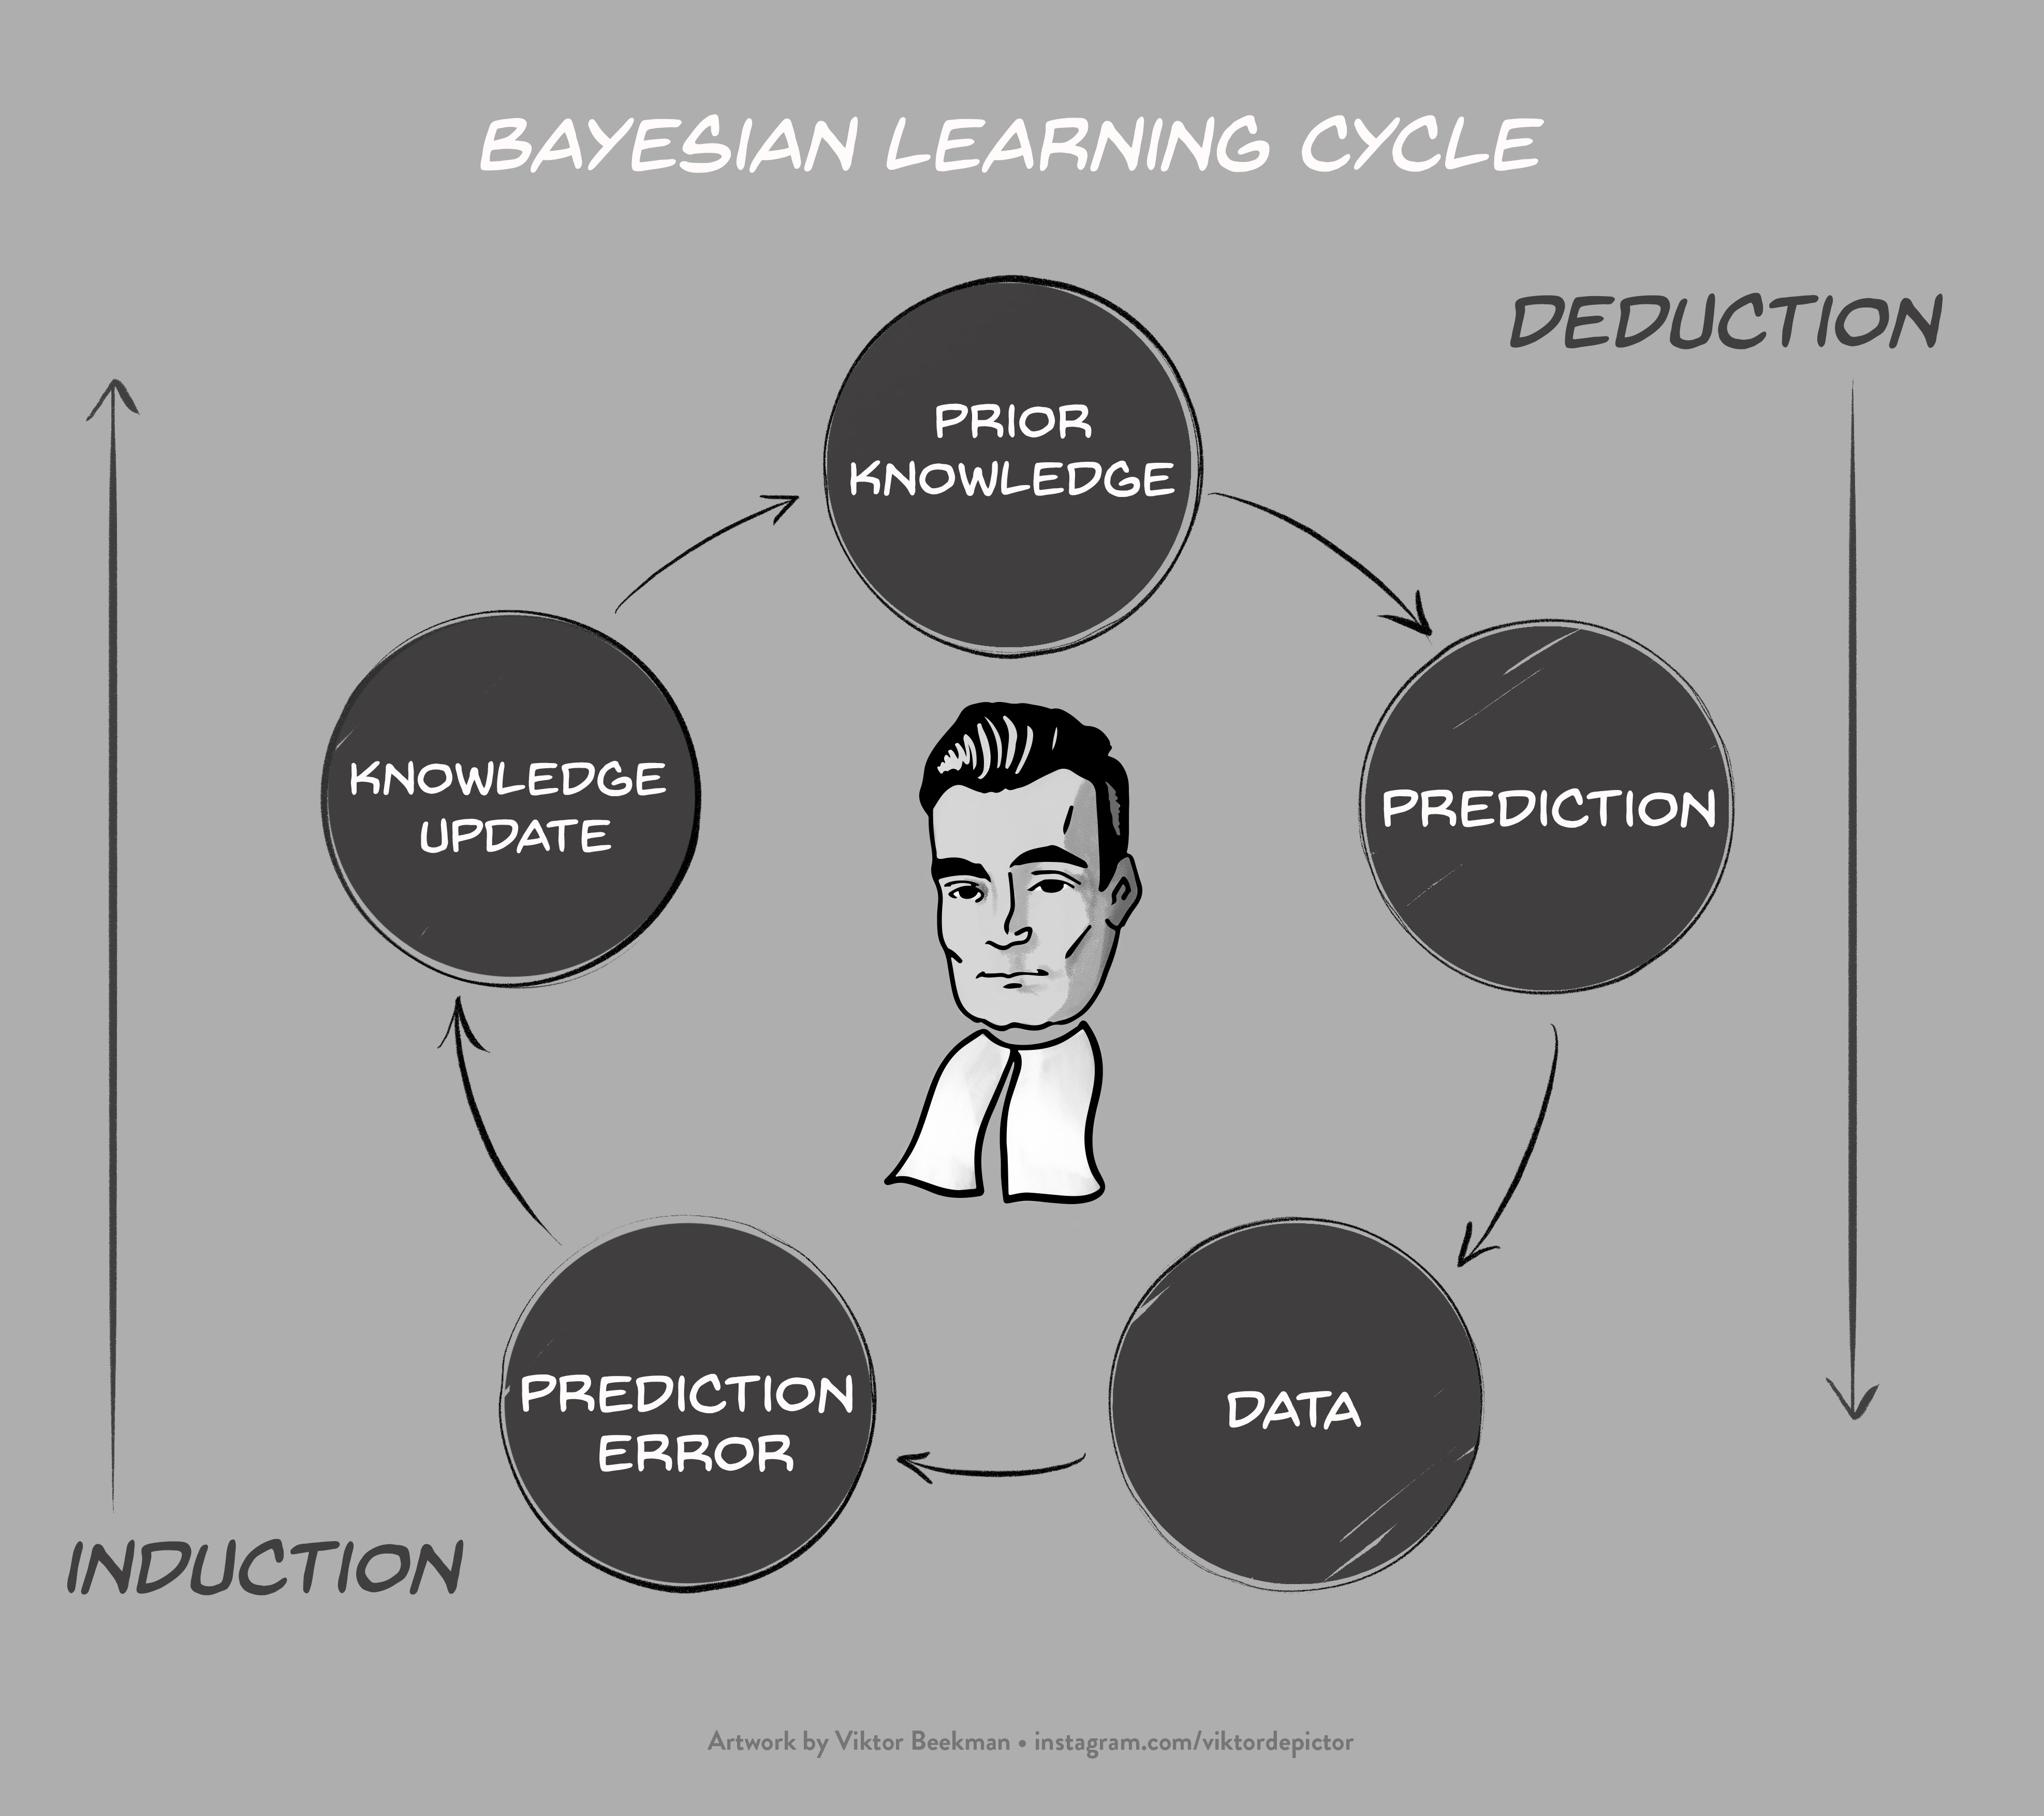 BAYESIAN LEARNING CYCLE
DEDUCTION
PRIOR
KNOWLEDGE
PREDICTION
DATA
PREDICTION
ERROR
KNOWLEDGE
UPDATE
INDUCTION
Artwork by Viktor Beekman • instagram.com/viktordepictor